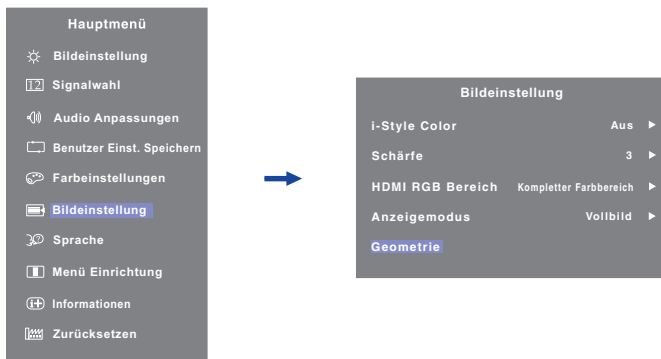 Hauptmenü
Bildeinstellung
12 Signalwahl
Audio Anpassungen
Benutzer Einst. Speichern
Farbeinstellungen
Bildeinstellung
Sprache
Menü Einrichtung
Informationen
Zurücksetzen
Bildeinstellung
i-Style Color Aus
Schärfe 3
HDMI RGB Bereich Kompletter Farbbereich
Anzeigemodus Vollbild
Geometrie